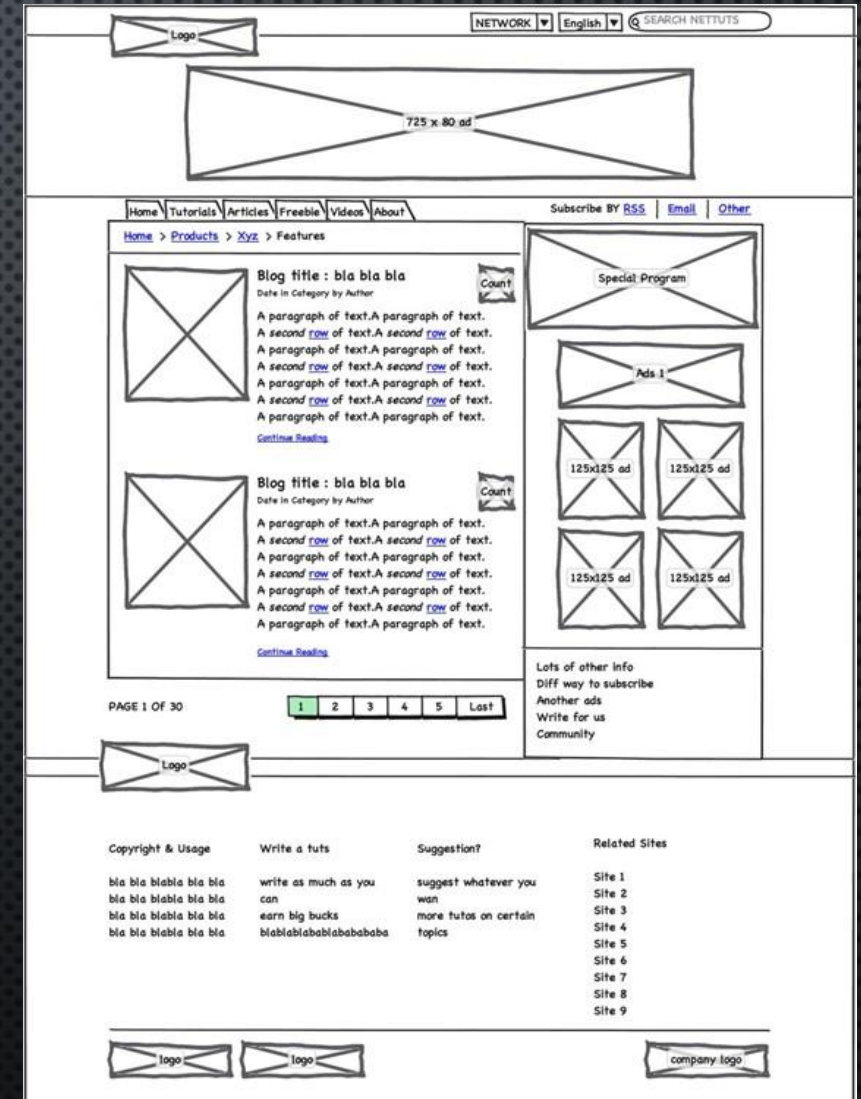 Logo
NETWORK
English
SEARCH NETTUTS
725 x 80 ad
Home Tutorials Articles Freebie Videos About
Subscribe BY RSS | Email | Other
Home > Products > Xyz > Features
Blog title : bla bla bla
Count
Date in Category by Author
A paragraph of text.A paragraph of text.
A second row of text.A second row of text.
A paragraph of text.A paragraph of text.
A second row of text.A second row of text.
A paragraph of text.A paragraph of text.
A second row of text.A second row of text.
A paragraph of text.A paragraph of text.
Continue Reading
Blog title : bla bla bla
Count
Date in Category by Author
A paragraph of text.A paragraph of text.
A second row of text.A second row of text.
A paragraph of text.A paragraph of text.
A second row of text.A second row of text.
A paragraph of text.A paragraph of text.
A second row of text.A second row of text.
A paragraph of text.A paragraph of text.
Continue Reading
PAGE 1 OF 30
1 2 3 4 5 Last
Special Program
Ads 1
125x125 ad
125x125 ad
125x125 ad
125x125 ad
Lots of other info
Diff way to subscribe
Another ads
Write for us
Community
Logo
Copyright & Usage
bla bla blabla bla bla
bla bla blabla bla bla
bla bla blabla bla bla
bla bla blabla bla bla
Write a tuts
write as much as you
can
earn big bucks
blablablabablabababab​a
Suggestion?
suggest whatever you
wan
more tutos on certain
topics
Related Sites
Site 1
Site 2
Site 3
Site 4
Site 5
Site 6
Site 7
Site 8
Site 9
logo
logo
company logo